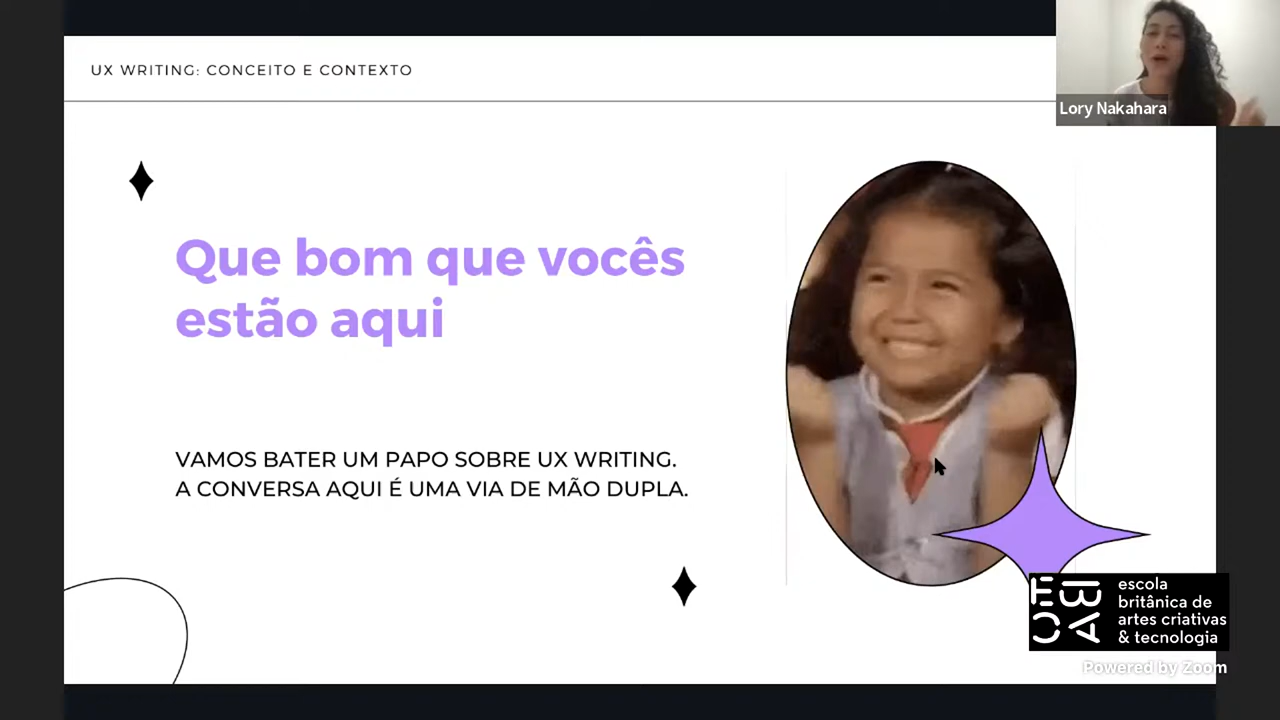 UX WRITING: CONCEITO E CONTEXTO
Lory Nakahara
Que bom que vocês
estão aqui
VAMOS BATER UM PAPO SOBRE UX WRITING.
A CONVERSA AQUI É UMA VIA DE MÃO DUPLA.
EBAC
escola
britânica de
artes criativas
& tecnologia
Powered by Zoom